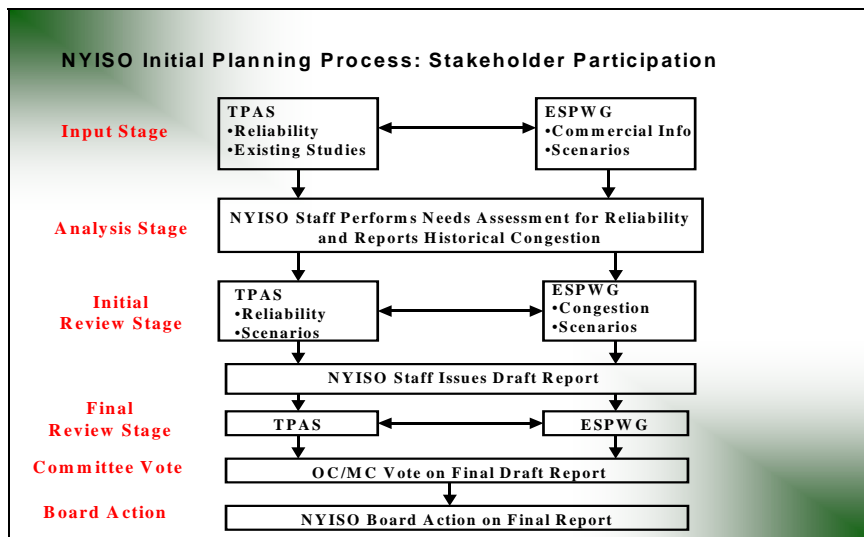 NYISO Initial Planning Process: Stakeholder Participation
Input Stage
TPAS
•Reliability
•Existing Studies
ESPWG
•Commercial Info
•Scenarios
Analysis Stage
NYISO Staff Performs Needs Assessment for Reliability
and Reports Historical Congestion
Initial
Review Stage
TPAS
•Reliability
•Scenarios
ESPWG
•Congestion
•Scenarios
NYISO Staff Issues Draft Report
Final
Review Stage
TPAS
ESPWG
Committee Vote
OC/MC Vote on Final Draft Report
Board Action
NYISO Board Action on Final Report